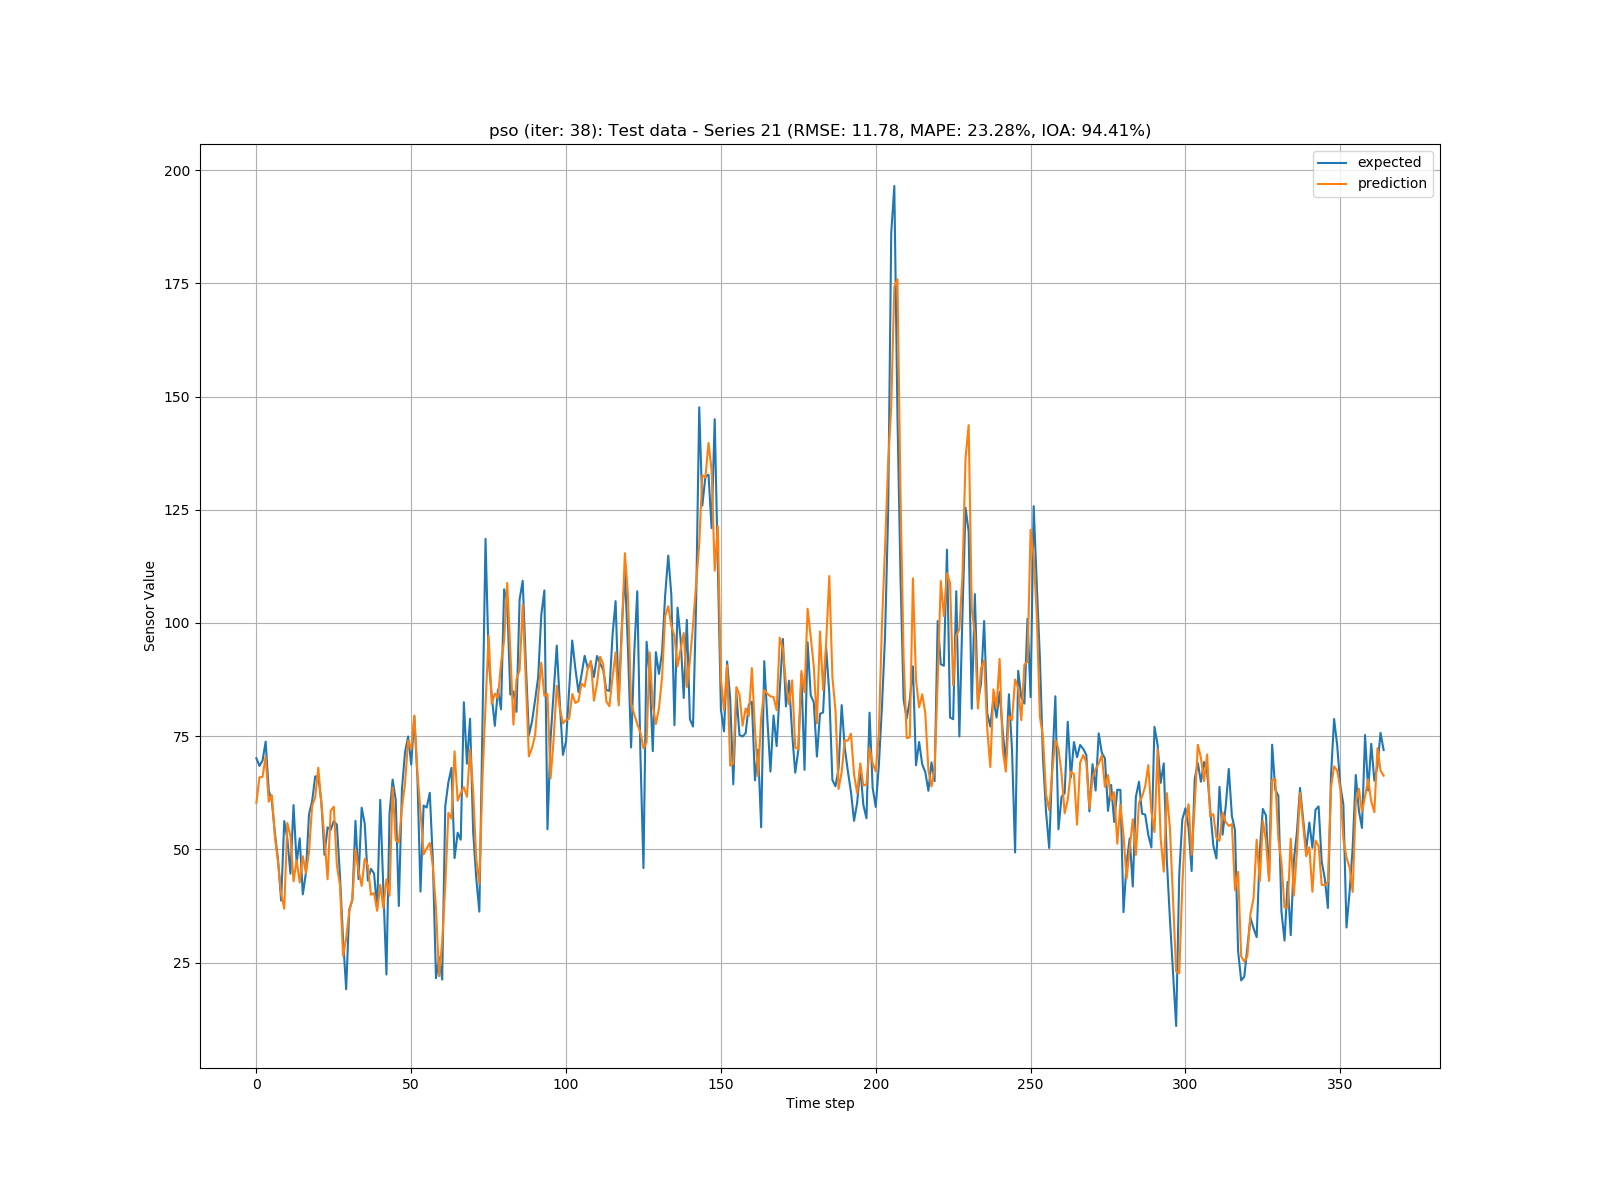 pso (iter: 38): Test data - Series 21 (RMSE: 11.78, MAPE: 23.28%, IOA: 94.41%)
expected
prediction
200
175
150
125
100
75
50
25
Sensor Value
0 50 100 150 200 250 300 350
Time step